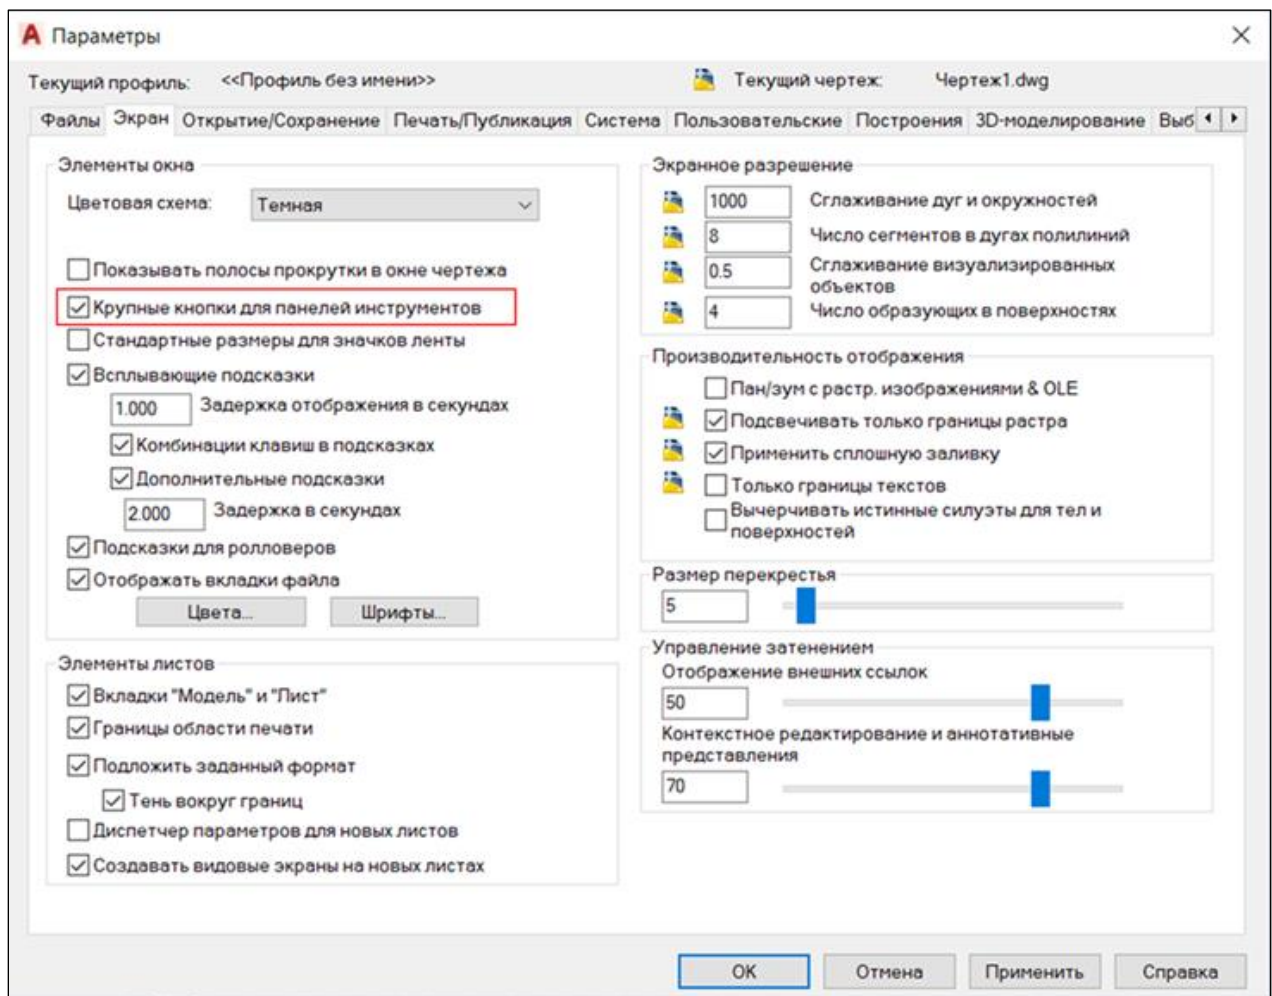 Параметры
Текущий профиль: <<Профиль без имени>> Текущий чертеж: Чертеж1.dwg
Файлы Экран Открытие/Сохранение Печать/Публикация Система Пользовательские Построения 3D-моделирование Выб
Элементы окна
Цветовая схема: Темная
Показывать полосы прокрутки в окне чертежа
Крупные кнопки для панелей инструментов
Стандартные размеры для значков ленты
Всплывающие подсказки
1.000 Задержка отображения в секундах
Комбинации клавиш в подсказках
Дополнительные подсказки
2.000 Задержка в секундах
Подсказки для ролловеров
Отображать вкладки файла
Цвета... Шрифты...
Элементы листов
Вкладки "Модель" и "Лист"
Границы области печати
Подложить заданный формат
Тень вокруг границ
Диспетчер параметров для новых листов
Создавать видовые экраны на новых листах
Экранное разрешение
1000 Сглаживание дуг и окружностей
8 Число сегментов в дугах полилиний
0.5 Сглаживание визуализированных
объектов
4 Число образующих в поверхностях
Производительность отображения
Пан/зум с растр. изображениями & OLE
Подсвечивать только границы растра
Применить сплошную заливку
Только границы текстов
Вычерчивать истинные силуэты для тел и
поверхностей
Размер перекрестья
5
Управление затенением
Отображение внешних ссылок
50
Контекстное редактирование и аннотативные
представления
70
ОК Отмена Применить Справка